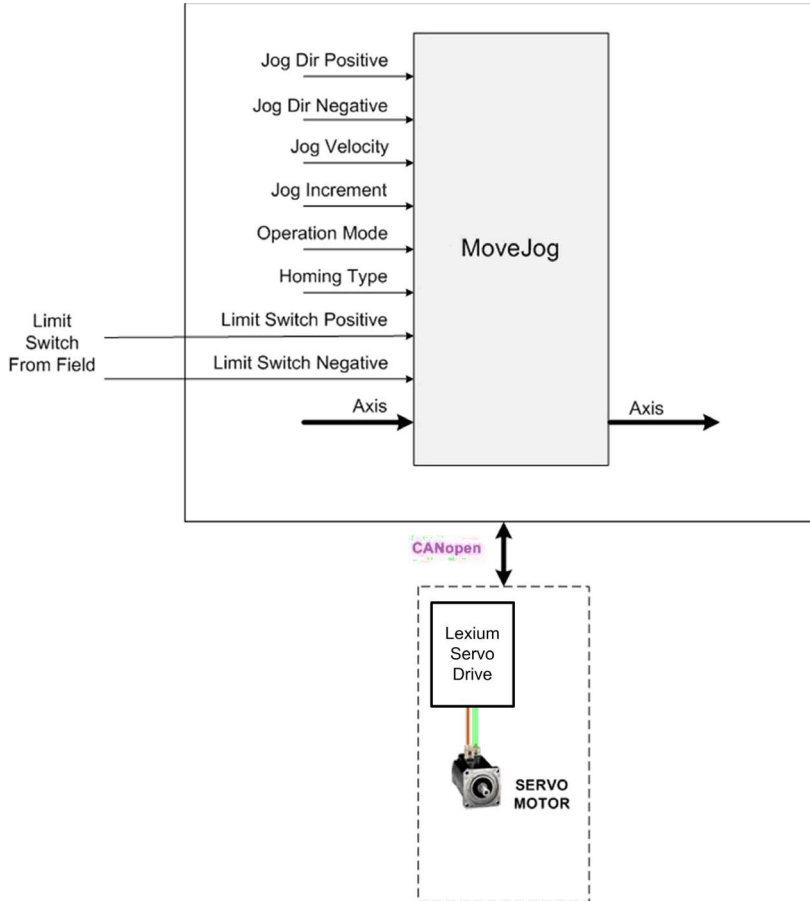 Jog Dir Positive
Jog Dir Negative
Jog Velocity
Jog Increment
Operation Mode
MoveJog
Homing Type
Limit Switch Positive
Limit
Switch
From Field
Limit Switch Negative
Axis
Axis
CANopen
Lexium
Servo
Drive
SERVO
MOTOR